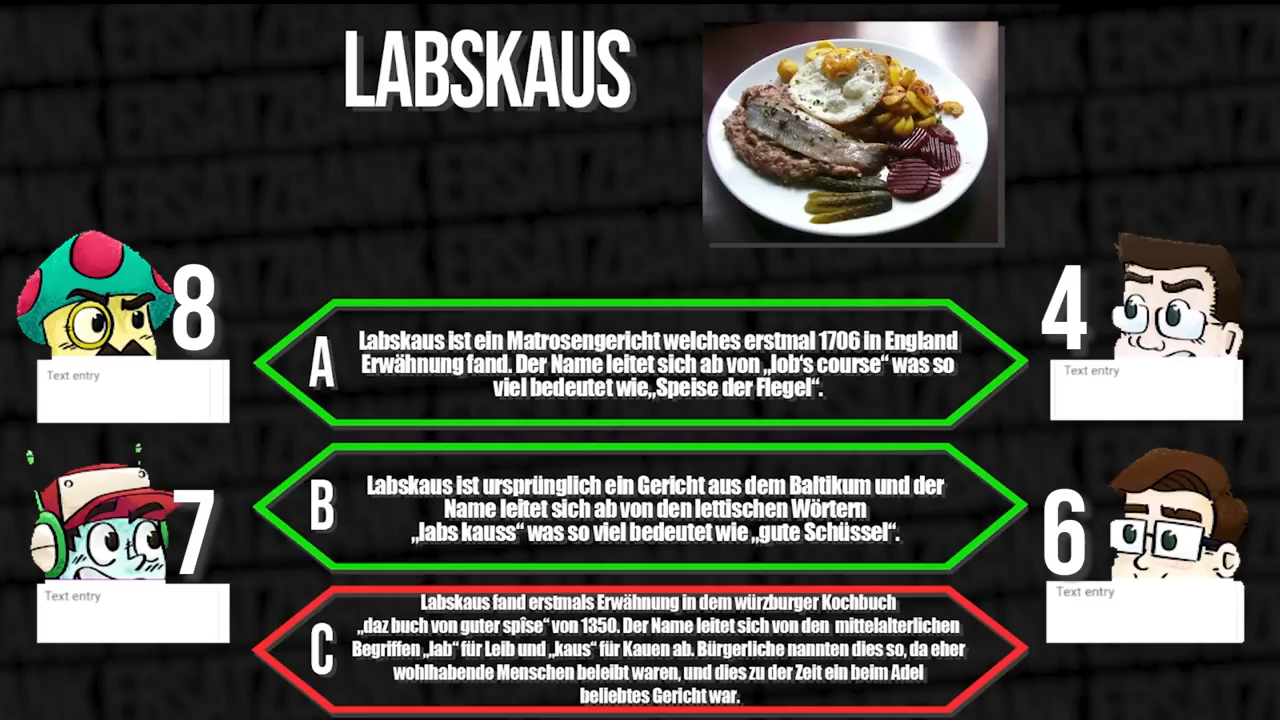 LABSKAUS
8
4
Text entry
Text entry
A
Labskaus ist ein Matrosengericht welches erstmal 1706 in England
Erwähnung fand. Der Name leitet sich ab von „lob's course“ was so
viel bedeutet wie„Speise der Flegel“.
7
6
Text entry
Text entry
B
Labskaus ist ursprünglich ein Gericht aus dem Baltikum und der
Name leitet sich ab von den lettischen Wörtern
„labs kauss“ was so viel bedeutet wie „gute Schüssel“.
C
Labskaus fand erstmals Erwähnung in dem würzburger Kochbuch
„daz buch von guter spîse“ von 1350. Der Name leitet sich von den mittelalterlichen
Begriffen „lab“ für Leib und „kaus“ für Kauen ab. Bürgerliche nannten dies so, da eher
wohlhabende Menschen beleibt waren, und dies zu der Zeit ein beim Adel
beliebtes Gericht war.